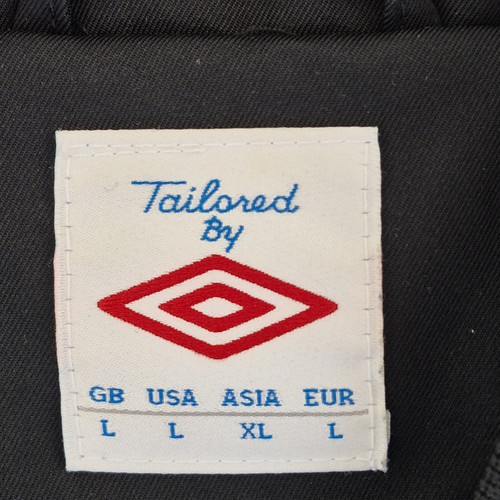 Tailored
By
GB USA ASIA EUR
L L XL L